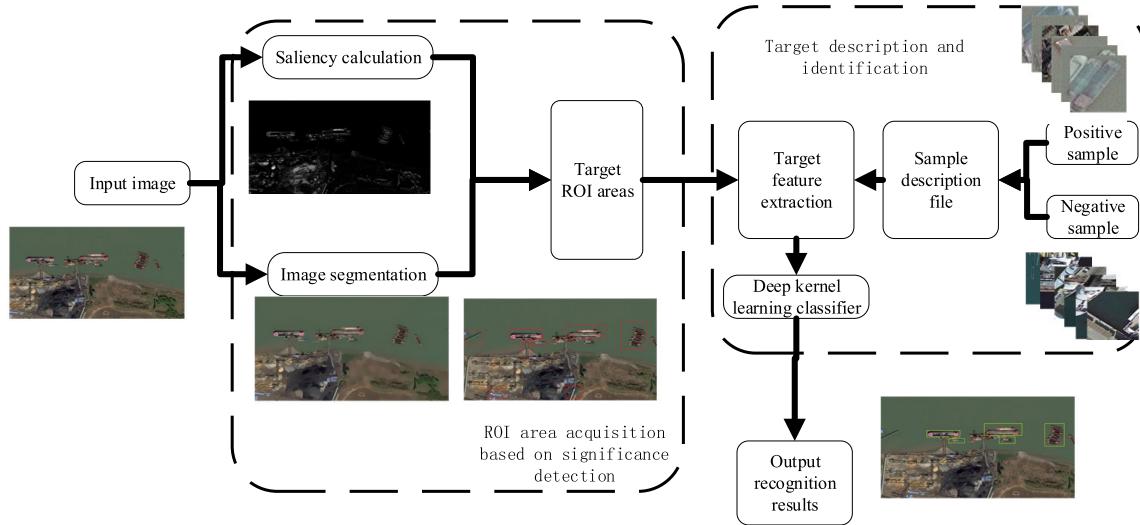 Input image
Saliency calculation
Image segmentation
Target
ROI areas
ROI area acquisition
based on significance
detection
Target description and
identification
Target
feature
extraction
Sample
description
file
Positive
sample
Negative
sample
Deep kernel
learning classifier
Output
recognition
results